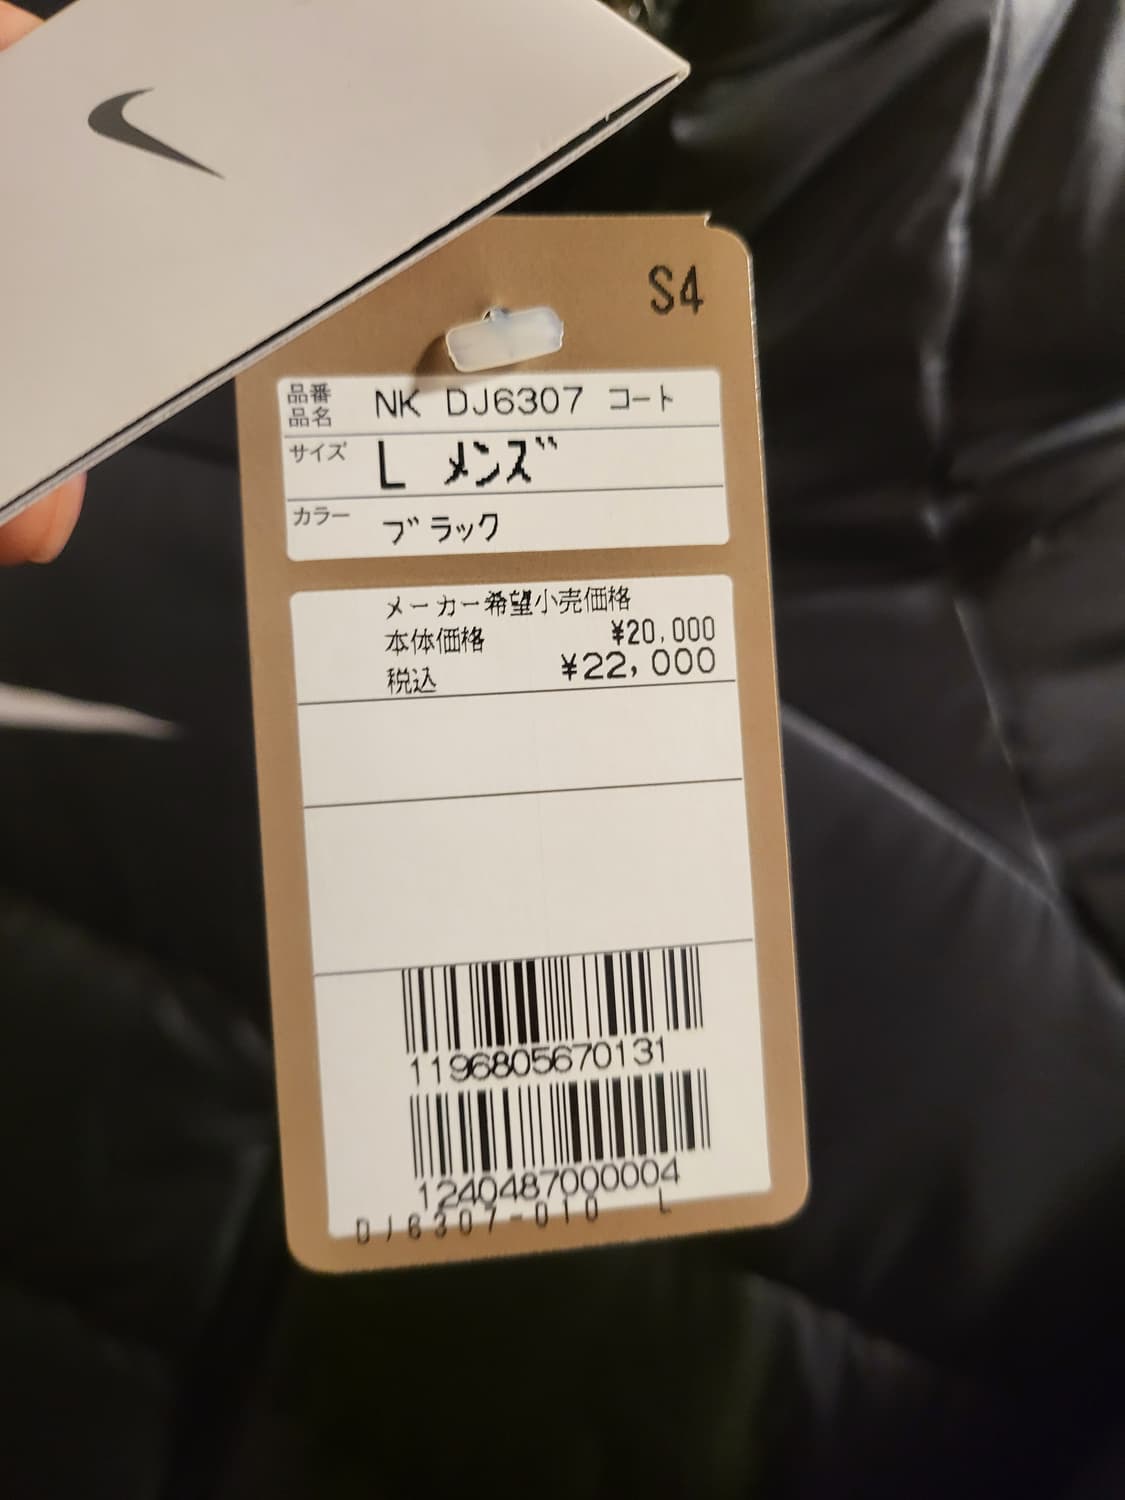 S4
品番
品名
NK DJ6307 コート
サイズ
L メンズ
カラー
ブラック
メーカー希望小売価格
本体価格 ¥20,000
税込 ¥22,000
1196805670131
1240487000004
DJ6307-010 L